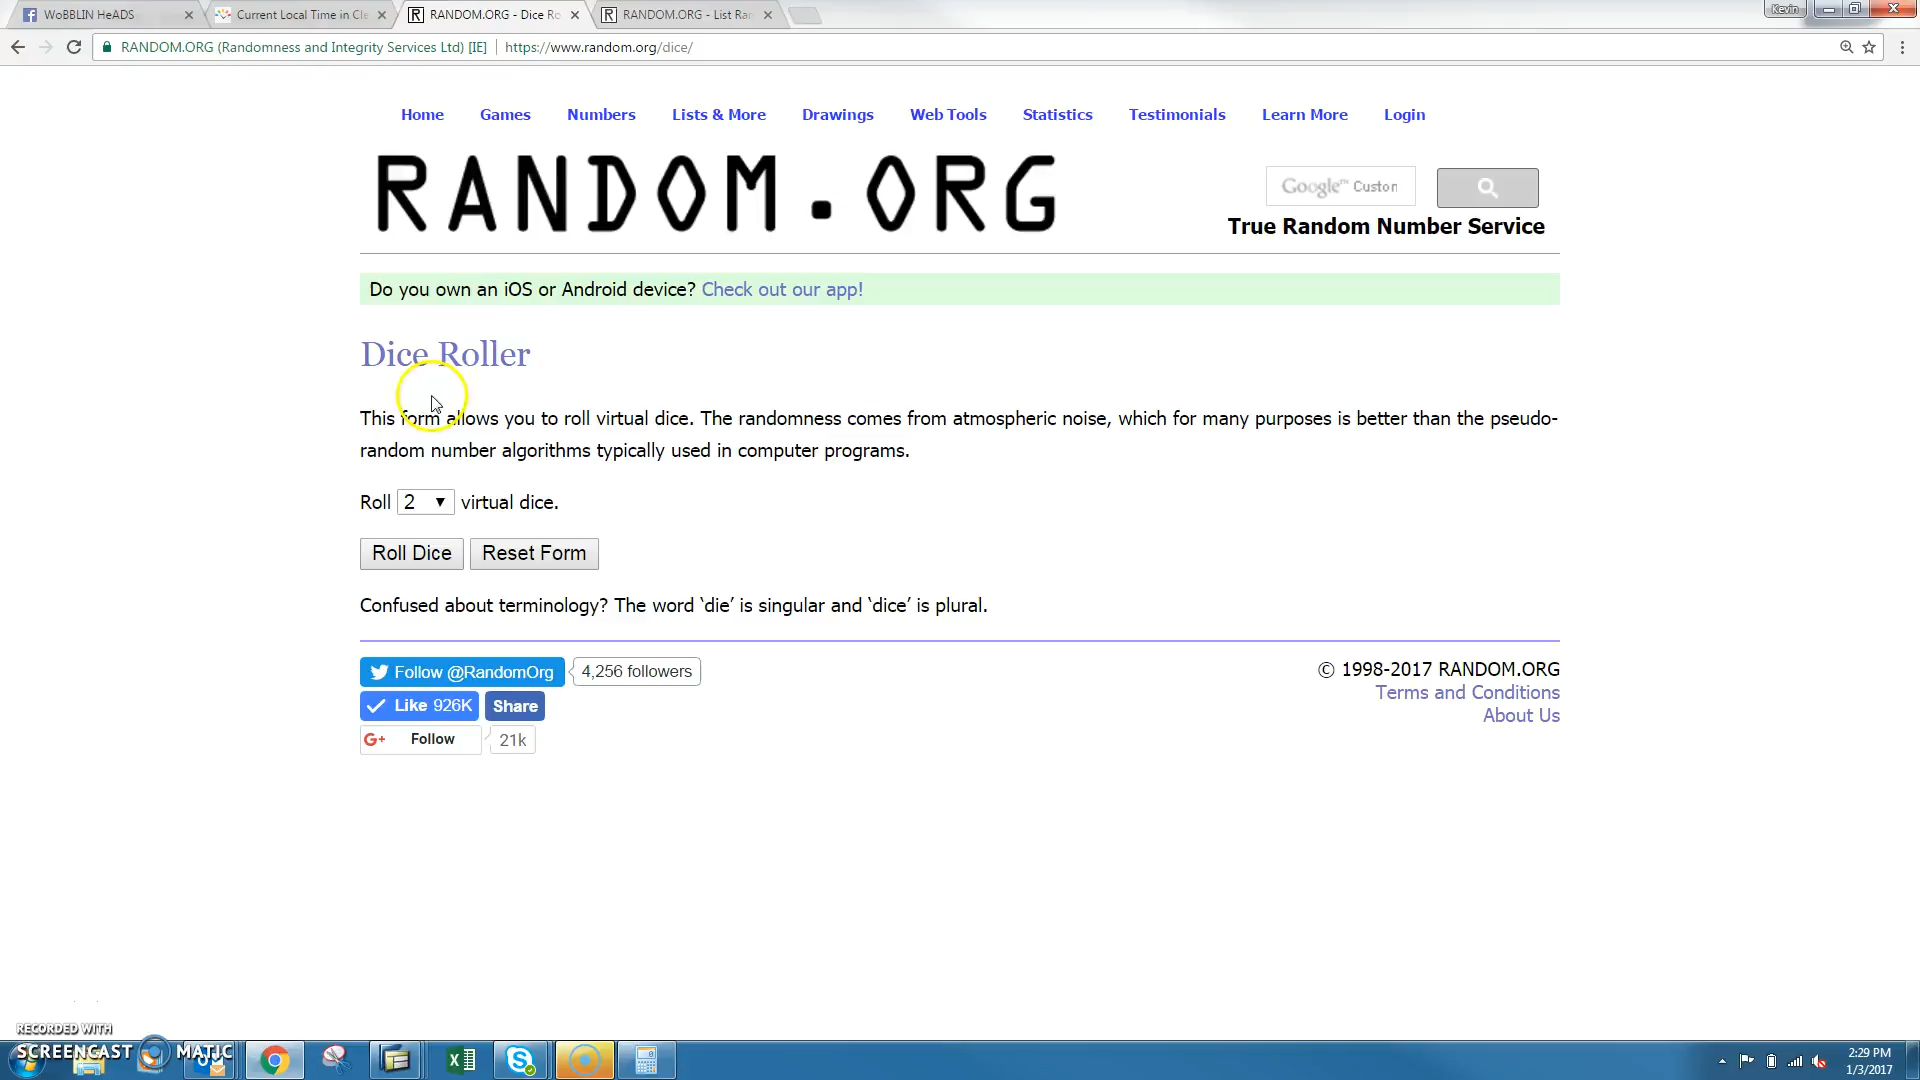 WoBBLIN HeADS
Current Local Time in Cle
RANDOM.ORG - Dice Ro
RANDOM.ORG - List Ran
Kevin
RANDOM.ORG (Randomness and Integrity Services Ltd) [IE] https://www.random.org/dice/
Home Games Numbers Lists & More Drawings Web Tools Statistics Testimonials Learn More Login
RANDOM.ORG
Google™ Custon
True Random Number Service
Do you own an iOS or Android device? Check out our app!
Dice Roller
This form allows you to roll virtual dice. The randomness comes from atmospheric noise, which for many purposes is better than the pseudo-
random number algorithms typically used in computer programs.
Roll 2 virtual dice.
Roll Dice Reset Form
Confused about terminology? The word ‘die’ is singular and ‘dice’ is plural.
Follow @RandomOrg 4,256 followers
Like 926K Share
G+ Follow 21k
© 1998-2017 RANDOM.ORG
Terms and Conditions
About Us
RECORDED WITH
SCREENCAST MATIC
2:29 PM
1/3/2017